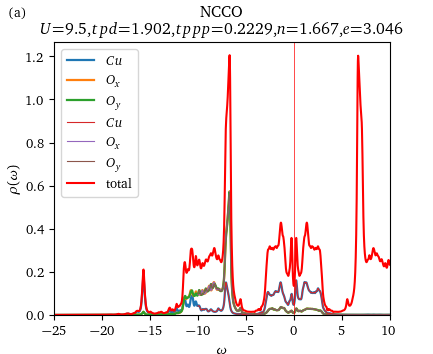 (a)
NCCO
U=9.5,tpd=1.902,tppp=0.2229,n=1.667,e=3.046
ρ(ω)
1.2
1.0
0.8
0.6
0.4
0.2
0.0
Cu
Oₓ
O_y
Cu
Oₓ
O_y
total
−25
−20
−15
−10
−5
0
5
10
ω